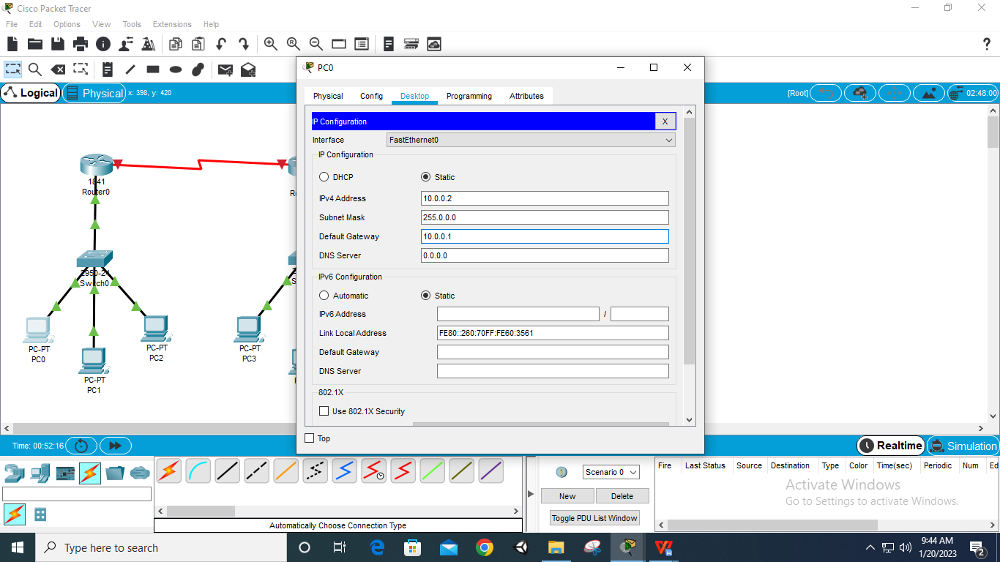 Cisco Packet Tracer
File Edit Options View Tools Extensions Help
?
Logical Physical x: 398, y: 420 [Root] 02:48:00
PC0
Physical Config Desktop Programming Attributes
IP Configuration X
Interface FastEthernet0
IP Configuration
DHCP Static
IPv4 Address 10.0.0.2
Subnet Mask 255.0.0.0
Default Gateway 10.0.0.1
DNS Server 0.0.0.0
IPv6 Configuration
Automatic Static
IPv6 Address /
Link Local Address FE80::260:70FF:FE60:3561
Default Gateway
DNS Server
802.1X
Use 802.1X Security
Top
1841
Router0
2950-24
Switch0
PC-PT
PC0
PC-PT
PC1
PC-PT
PC2
PC-PT
PC3
Time: 00:52:16 Realtime Simulation
Automatically Choose Connection Type
Scenario 0
New Delete
Toggle PDU List Window
Fire Last Status Source Destination Type Color Time(sec) Periodic Num Ed
Activate Windows
Go to Settings to activate Windows.
Type here to search
9:44 AM
1/20/2023
2